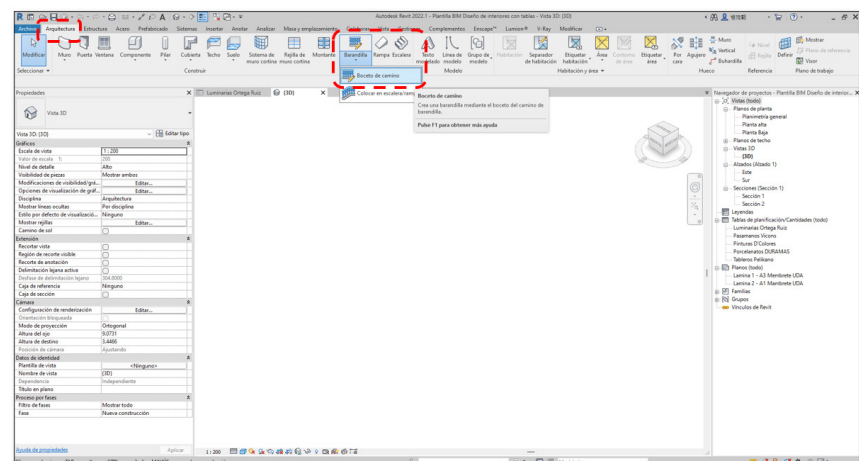 Autodesk Revit 2022.1 - Plantilla BIM Diseño de interiores con tablas - Vista 3D: {3D}
Archivo Arquitectura Estructura Acero Prefabricado Sistemas Insertar Anotar Analizar Masa y emplazamiento Vista Complementos Enscape™ Lumion® V-Ray Modificar
Modificar Muro Puerta Ventana Componente Pilar Cubierta Techo Suelo Sistema de muro cortina Rejilla de muro cortina Montante Barandilla Rampa Escalera Texto modelado Línea de modelo Grupo de modelo Habitación Separador de habitación Etiquetar habitación Área Etiquetar área Por cara Agujero Muro Vertical Buhardilla Nivel Rejilla Definir Mostrar Plano de referencia Visor
Seleccionar Construir Modelo Habitación y área Hueco Referencia Plano de trabajo
Boceto de camino
Colocar en escalera/rampa
Boceto de camino
Crea una barandilla mediante el boceto del camino de
barandilla.
Pulse F1 para obtener más ayuda
Luminarias Ortega Ruiz {3D}
Propiedades
Vista 3D
Vista 3D: {3D} Editar tipo
Gráficos
Escala de vista 1 : 200
Valor de escala 1: 200
Nivel de detalle Alto
Visibilidad de piezas Mostrar ambos
Modificaciones de visibilidad/grá... Editar...
Opciones de visualización de gráf... Editar...
Disciplina Arquitectura
Mostrar líneas ocultas Por disciplina
Estilo por defecto de visualizació... Ninguno
Mostrar rejillas Editar...
Camino de sol
Extensión
Recortar vista
Región de recorte visible
Recorte de anotación
Delimitación lejana activa
Desfase de delimitación lejano 304.8000
Caja de referencia Ninguno
Caja de sección
Cámara
Configuración de renderización Editar...
Orientación bloqueada
Modo de proyección Ortogonal
Altura del ojo 9.0731
Altura de destino 3.4466
Posición de cámara Ajustando
Datos de identidad
Plantilla de vista <Ninguno>
Nombre de vista {3D}
Dependencia Independiente
Título en plano
Proceso por fases
Filtro de fases Mostrar todo
Fase Nueva construcción
Ayuda de propiedades Aplicar
1 : 200
Navegador de proyectos - Plantilla BIM Diseño de interior...
Vistas (todo)
Planos de planta
Planimetría general
Planta alta
Planta Baja
Planos de techo
Vistas 3D
{3D}
Alzados (Alzado 1)
Este
Sur
Secciones (Sección 1)
Sección 1
Sección 2
Leyendas
Tablas de planificación/Cantidades (todo)
Luminarias Ortega Ruiz
Pasamanos Vicono
Pinturas D'Colores
Porcelanatos DURAMAS
Tableros Pelikano
Planos (todo)
Lamina 1 - A3 Membrete UDA
Lamina 2 - A1 Membrete UDA
Familias
Grupos
Vínculos de Revit